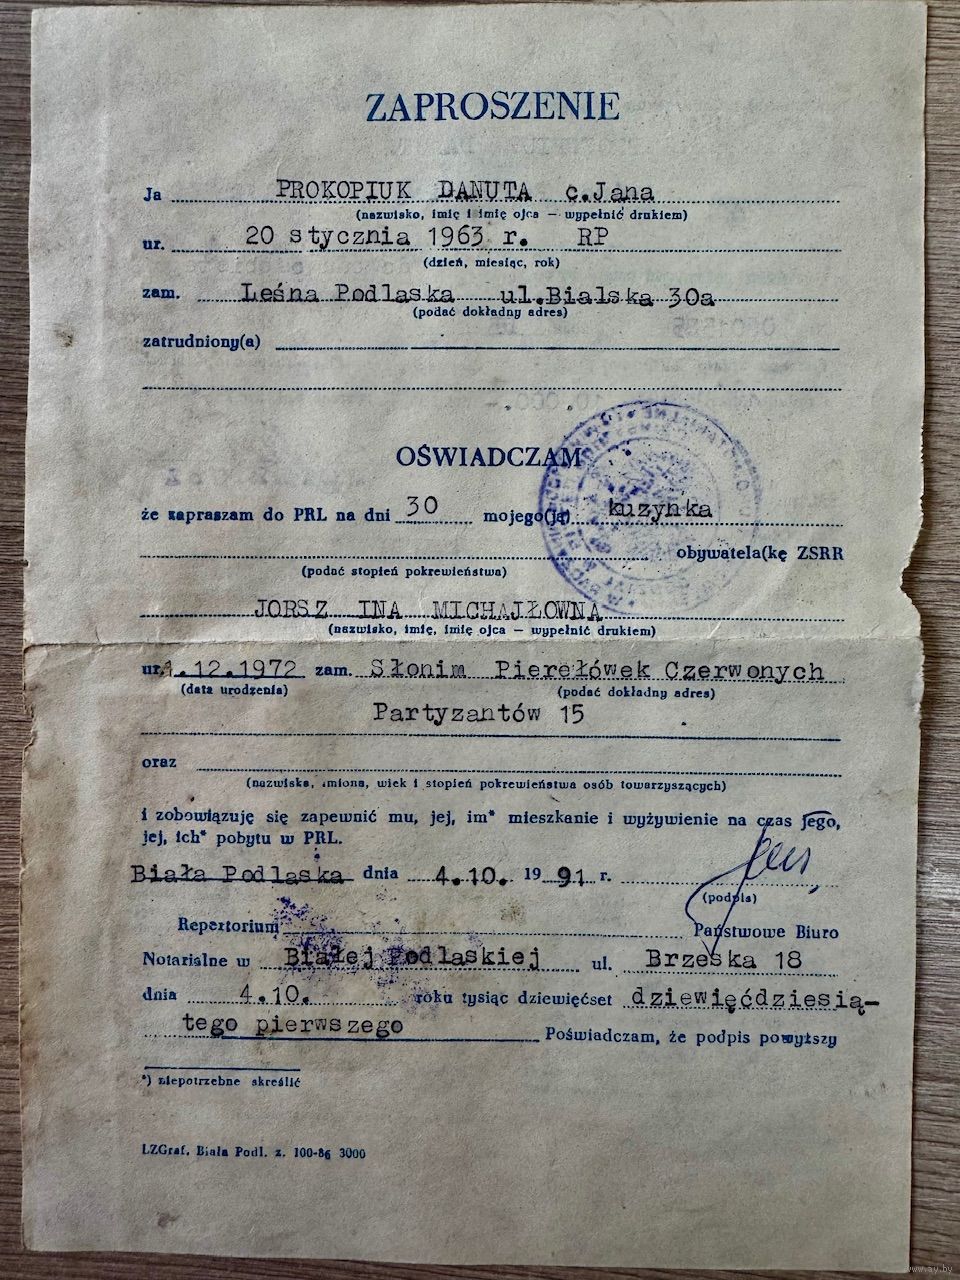 ZAPROSZENIE
Ja PROKOPIUK DANUTA c.Jana
(nazwisko, imię i imię ojca — wypełnić drukiem)
ur. 20 stycznia 1963 r. RP
(dzień, miesiąc, rok)
zam. Leśna Podlaska ul.Bialska 30a
(podać dokładny adres)
zatrudniony(a)
OŚWIADCZAM
że zapraszam do PRL na dni 30 mojego(ją) kuzynka
obywatela(kę ZSRR
(podać stopień pokrewieństwa)
JORSZ INA MICHAJŁOWNA
(nazwisko, imię, imię ojca — wypełnić drukiem)
ur. 1.12.1972 zam. Słonim Pierełówek Czerwonych
(data urodzenia) (podać dokładny adres)
Partyzantów 15
oraz
(nazwiska, imiona, wiek i stopień pokrewieństwa osób towarzyszących)
i zobowiązuję się zapewnić mu, jej, im* mieszkanie i wyżywienie na czas jego,
jej, ich* pobytu w PRL.
Biała Podlaska dnia 4.10. 19 91 r.
(podpis)
Repertorium Państwowe Biuro
Notarialne w Białej Podlaskiej ul. Brzeska 18
dnia 4.10. roku tysiąc dziewięćset dziewięćdziesią-
tego pierwszego Poświadczam, że podpis powyższy
*) niepotrzebne skreślić
LZGraf. Biała Podl. z. 100-86 3000
www.ay.by